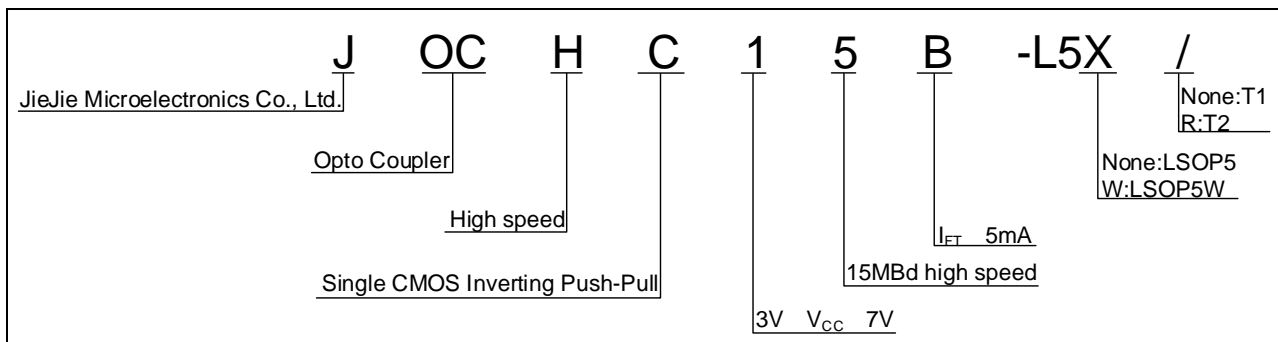 J OC H C 1 5 B -L5X /
JieJie Microelectronics Co., Ltd.
None:T1
R:T2
Opto Coupler
None:LSOP5
W:LSOP5W
High speed
IFT 5mA
Single CMOS Inverting Push-Pull
15MBd high speed
3V VCC 7V